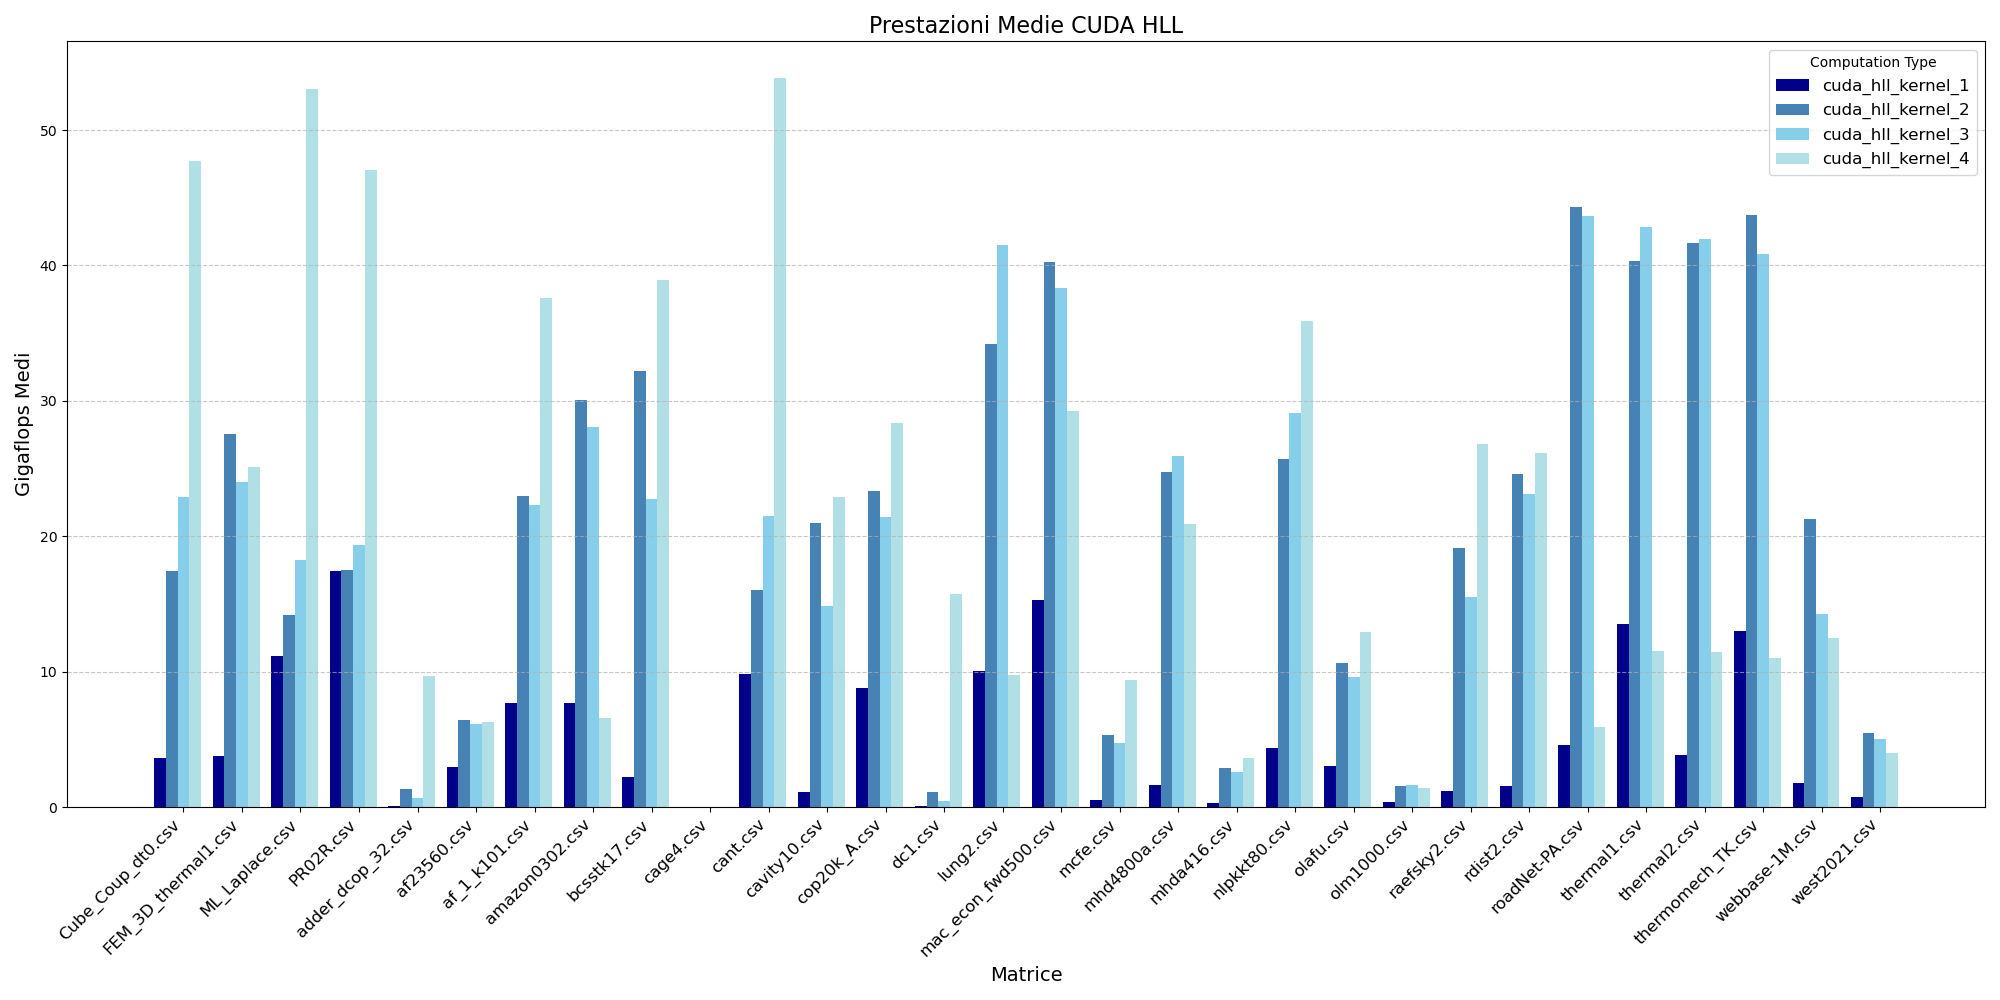 Prestazioni Medie CUDA HLL
Computation Type
cuda_hll_kernel_1
cuda_hll_kernel_2
cuda_hll_kernel_3
cuda_hll_kernel_4
Gigaflops Medi
50
40
30
20
10
0
Cube_Coup_dt0.csv
FEM_3D_thermal1.csv
ML_Laplace.csv
PR02R.csv
adder_dcop_32.csv
af23560.csv
af_1_k101.csv
amazon0302.csv
bcsstk17.csv
cage4.csv
cant.csv
cavity10.csv
cop20k_A.csv
dc1.csv
lung2.csv
mac_econ_fwd500.csv
mcfe.csv
mhd4800a.csv
mhda416.csv
nlpkkt80.csv
olafu.csv
olm1000.csv
raefsky2.csv
rdist2.csv
roadNet-PA.csv
thermal1.csv
thermal2.csv
thermomech_TK.csv
webbase-1M.csv
west2021.csv
Matrice